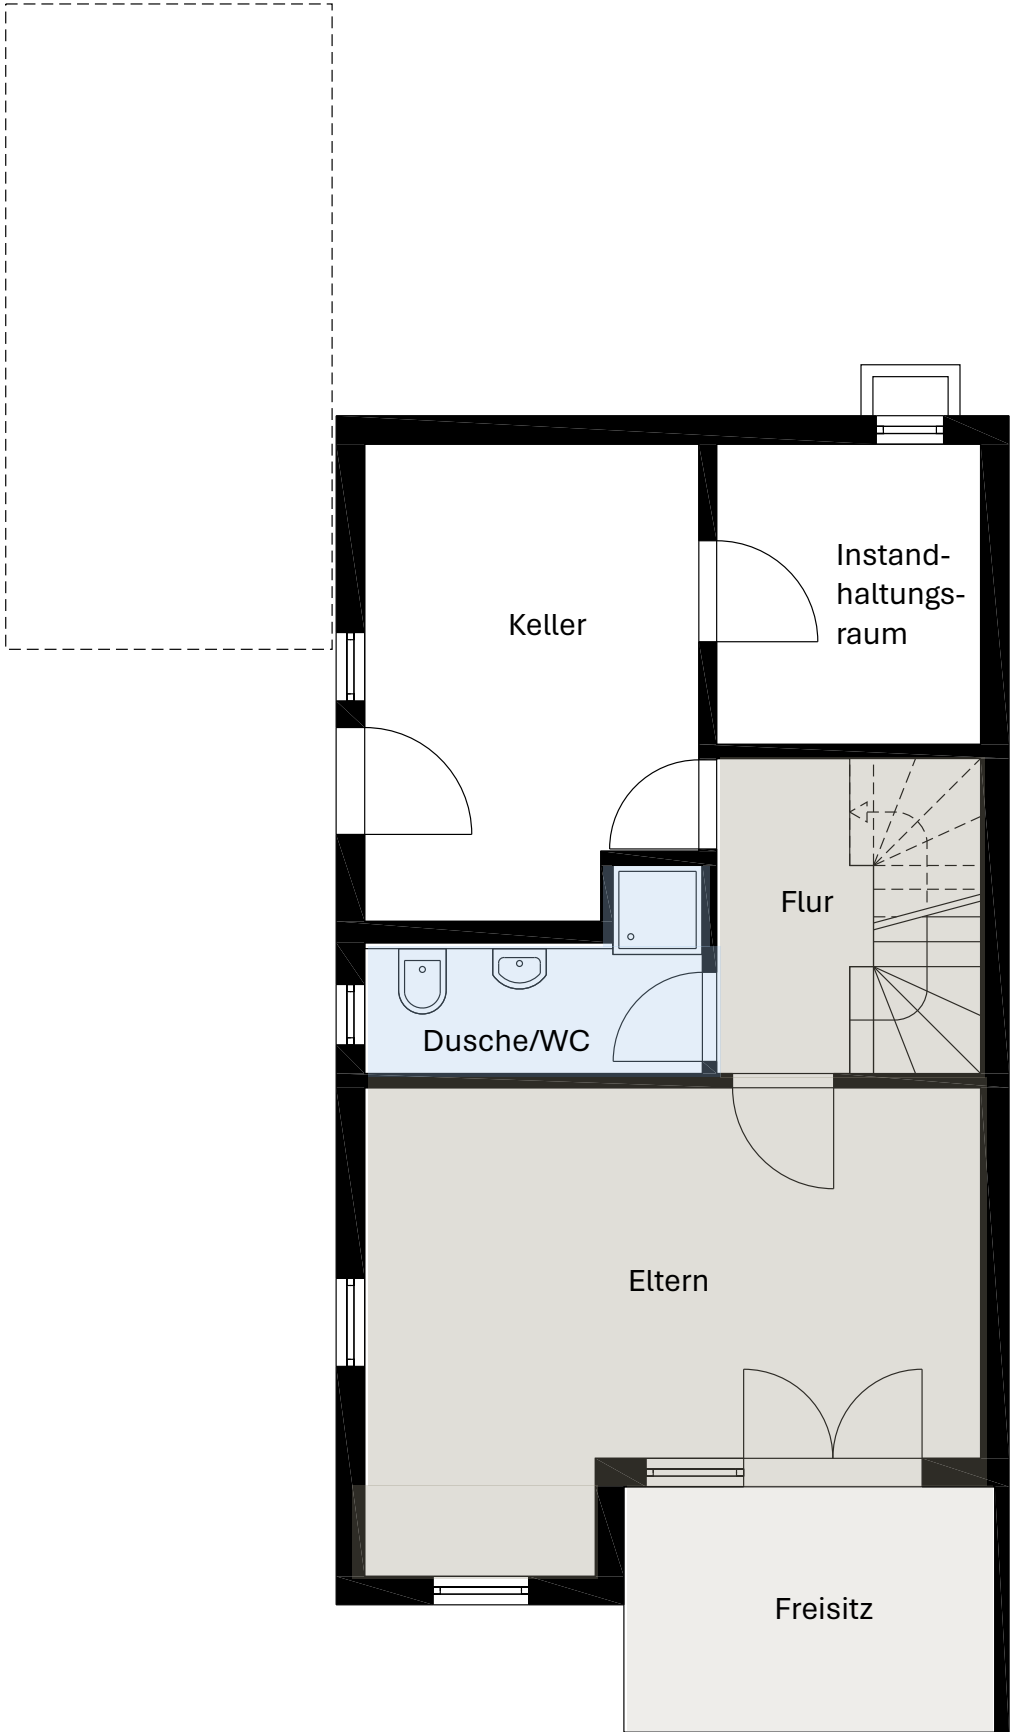 Instand-
haltungs-
raum
Keller
Flur
Dusche/WC
Eltern
Freisitz